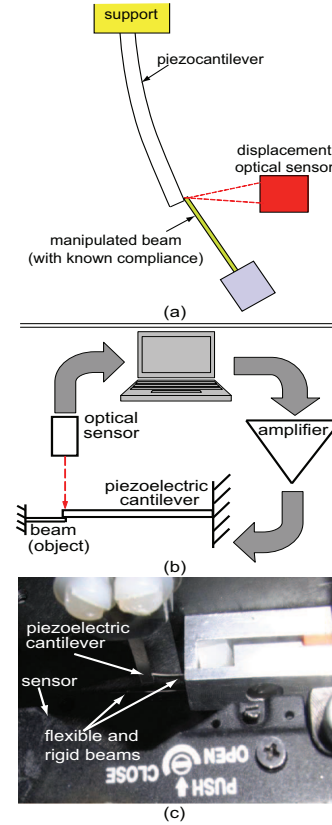 support
piezocantilever
displacement
optical sensor
manipulated beam
(with known compliance)
(a)
optical
sensor
amplifier
piezoelectric
cantilever
beam
(object)
(b)
piezoelectric
cantilever
sensor
flexible and
rigid beams
OPEN
CLOSE
PUSH
(c)